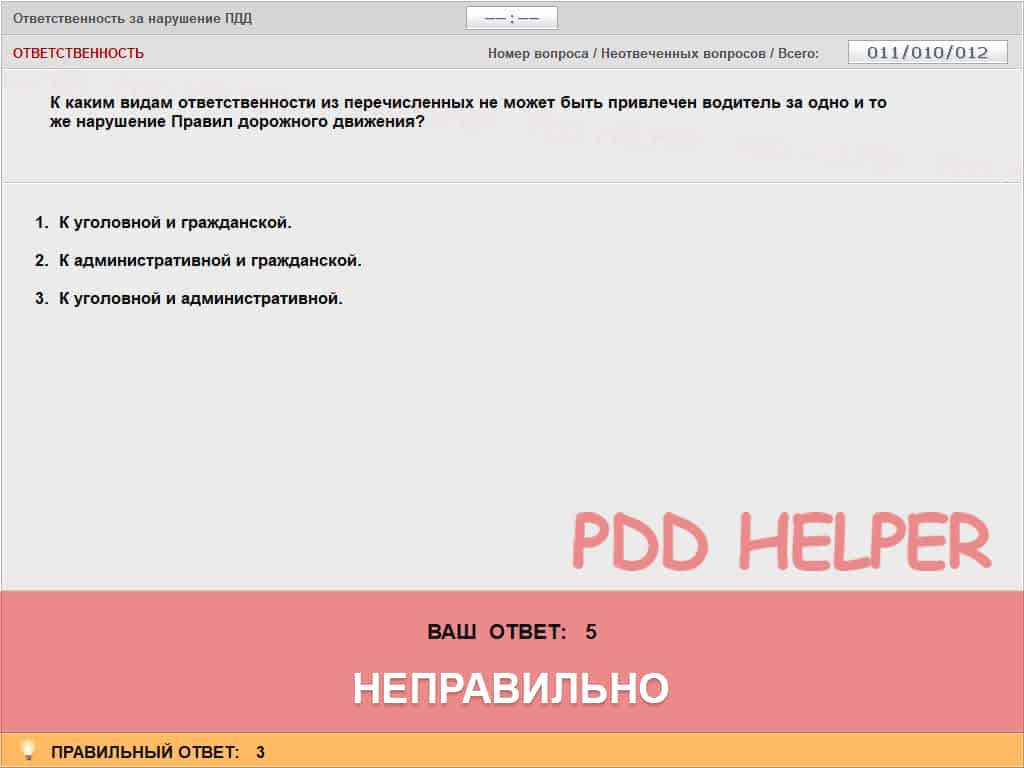 Ответственность за нарушение ПДД
−− : −−
ОТВЕТСТВЕННОСТЬ
Номер вопроса / Неотвеченных вопросов / Всего:
011/010/012
К каким видам ответственности из перечисленных не может быть привлечен водитель за одно и то
же нарушение Правил дорожного движения?
1. К уголовной и гражданской.
2. К административной и гражданской.
3. К уголовной и административной.
PDD HELPER
ВАШ ОТВЕТ: 5
НЕПРАВИЛЬНО
ПРАВИЛЬНЫЙ ОТВЕТ: 3